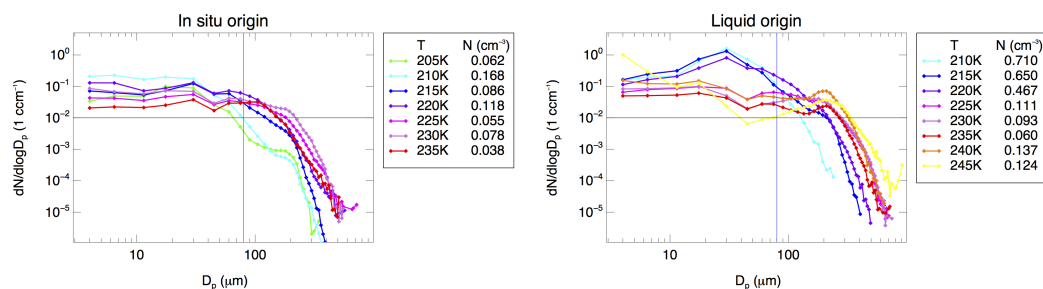 In situ origin
dN/dlogD_p (1 ccm⁻¹)
10⁰
10⁻¹
10⁻²
10⁻³
10⁻⁴
10⁻⁵
10 100
D_p (μm)
T N (cm⁻³)
205K 0.062
210K 0.168
215K 0.086
220K 0.118
225K 0.055
230K 0.078
235K 0.038
Liquid origin
dN/dlogD_p (1 ccm⁻¹)
10⁰
10⁻¹
10⁻²
10⁻³
10⁻⁴
10⁻⁵
10 100
D_p (μm)
T N (cm⁻³)
210K 0.710
215K 0.650
220K 0.467
225K 0.111
230K 0.093
235K 0.060
240K 0.137
245K 0.124